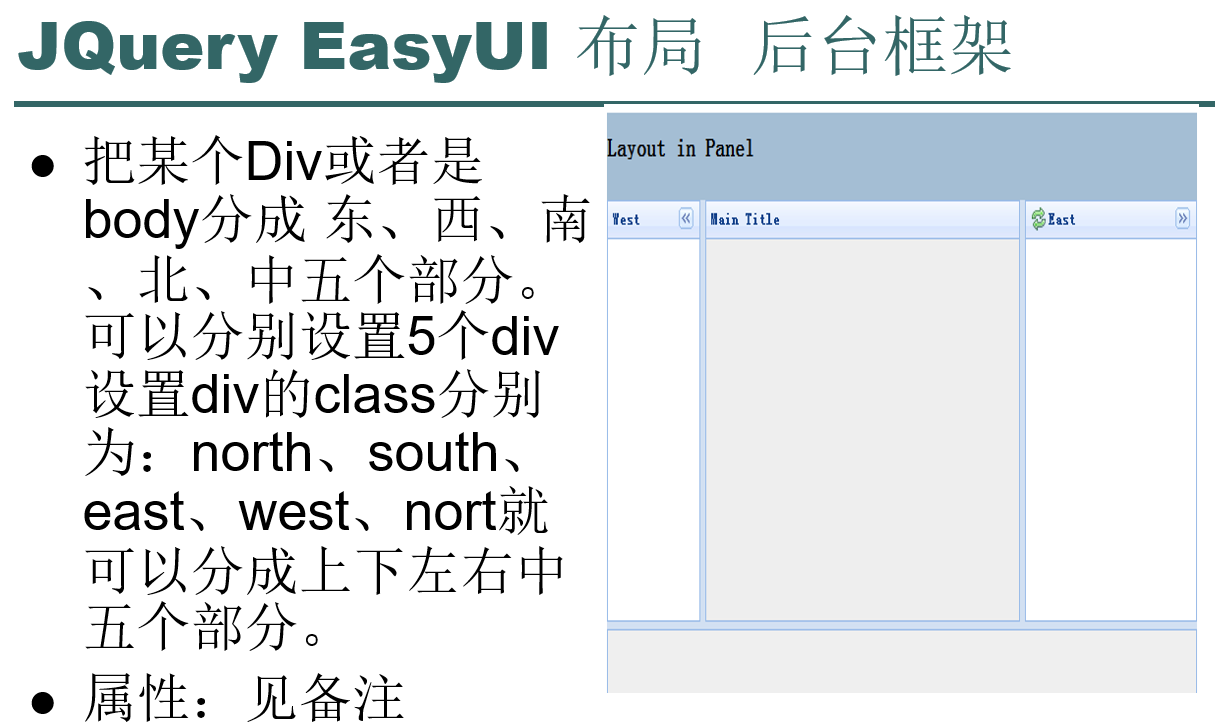 JQuery EasyUI 布局 后台框架
● 把某个Div或者是
body分成 东、西、南
、北、中五个部分。
可以分别设置5个div
设置div的class分别
为：north、south、
east、west、nort就
可以分成上下左右中
五个部分。
● 属性：见备注
Layout in Panel
West
Main Title
East